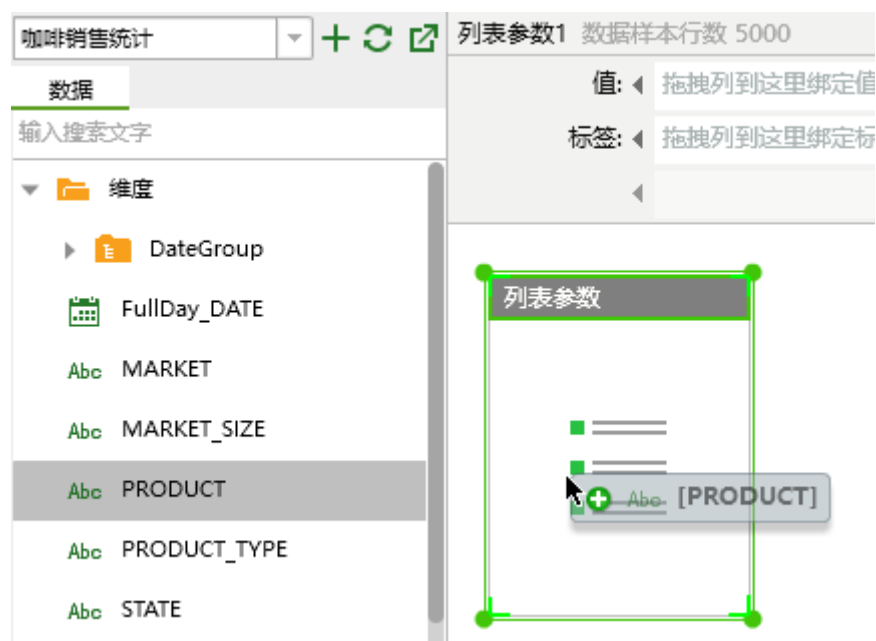 咖啡销售统计
数据
输入搜索文字
维度
DateGroup
FullDay_DATE
Abc MARKET
Abc MARKET_SIZE
Abc PRODUCT
Abc PRODUCT_TYPE
Abc STATE
列表参数1 数据样本行数 5000
值: 拖拽列到这里绑定值
标签: 拖拽列到这里绑定标
列表参数
Abc [PRODUCT]